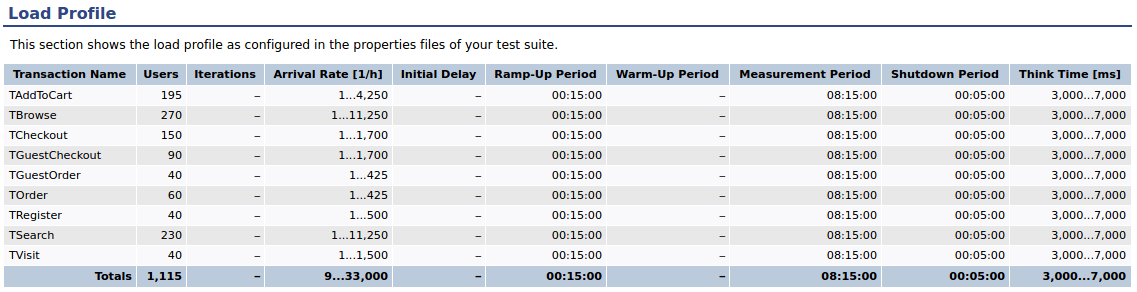 Load Profile
This section shows the load profile as configured in the properties files of your test suite.
Transaction Name Users Iterations Arrival Rate [1/h] Initial Delay Ramp-Up Period Warm-Up Period Measurement Period Shutdown Period Think Time [ms]
TAddToCart 195 – 1...4,250 – 00:15:00 – 08:15:00 00:05:00 3,000...7,000
TBrowse 270 – 1...11,250 – 00:15:00 – 08:15:00 00:05:00 3,000...7,000
TCheckout 150 – 1...1,700 – 00:15:00 – 08:15:00 00:05:00 3,000...7,000
TGuestCheckout 90 – 1...1,700 – 00:15:00 – 08:15:00 00:05:00 3,000...7,000
TGuestOrder 40 – 1...425 – 00:15:00 – 08:15:00 00:05:00 3,000...7,000
TOrder 60 – 1...425 – 00:15:00 – 08:15:00 00:05:00 3,000...7,000
TRegister 40 – 1...500 – 00:15:00 – 08:15:00 00:05:00 3,000...7,000
TSearch 230 – 1...11,250 – 00:15:00 – 08:15:00 00:05:00 3,000...7,000
TVisit 40 – 1...1,500 – 00:15:00 – 08:15:00 00:05:00 3,000...7,000
Totals 1,115 – 9...33,000 – 00:15:00 – 08:15:00 00:05:00 3,000...7,000